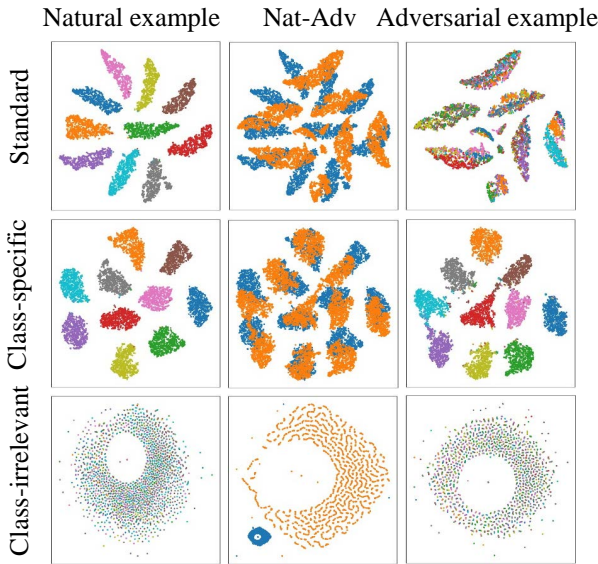 Natural example
Nat-Adv
Adversarial example
Standard
Class-specific
Class-irrelevant